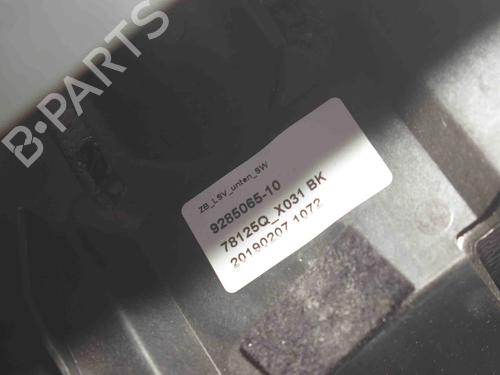 B-PARTS
ZB_LSV_unten_SW
9285065-10
78125Q_X031 BK
20190207 1072